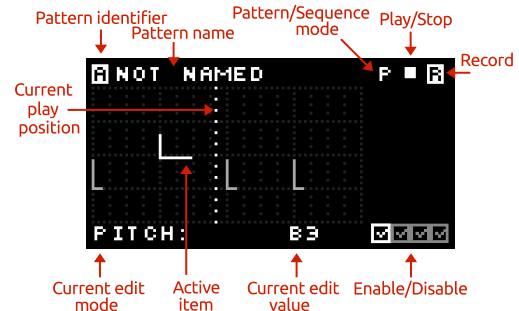 Pattern identifier
Pattern name
Pattern/Sequence
mode
Play/Stop
Record
A NOT NAMED P R
Current
play
position
PITCH: B3
Current edit
mode
Active
item
Current edit
value
Enable/Disable